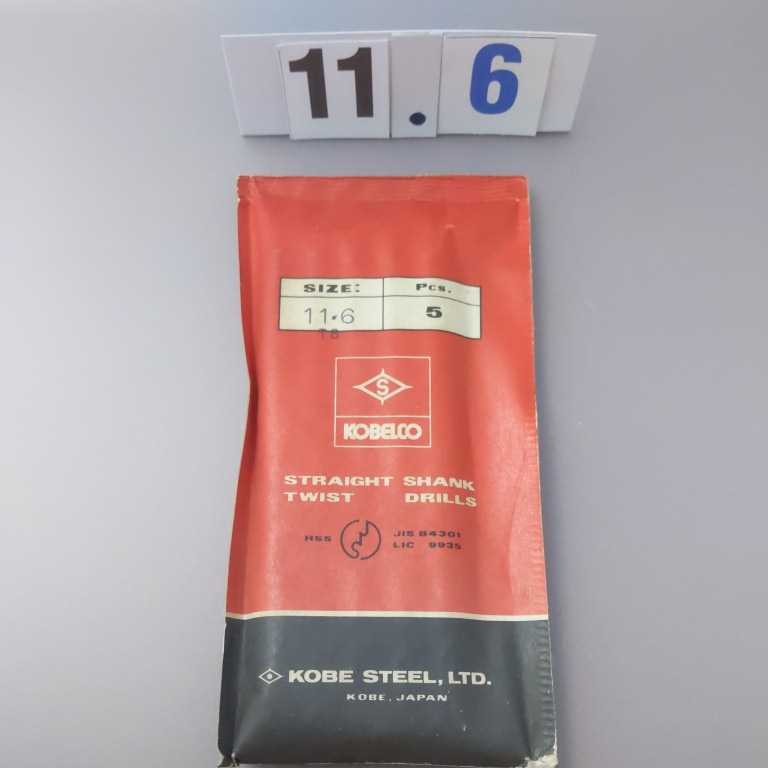 11.6
SIZE: Pcs.
11.6 5
T8
S
KOBELCO
STRAIGHT SHANK
TWIST DRILLS
HSS JIS B4301
LIC 9935
KOBE STEEL, LTD.
KOBE, JAPAN